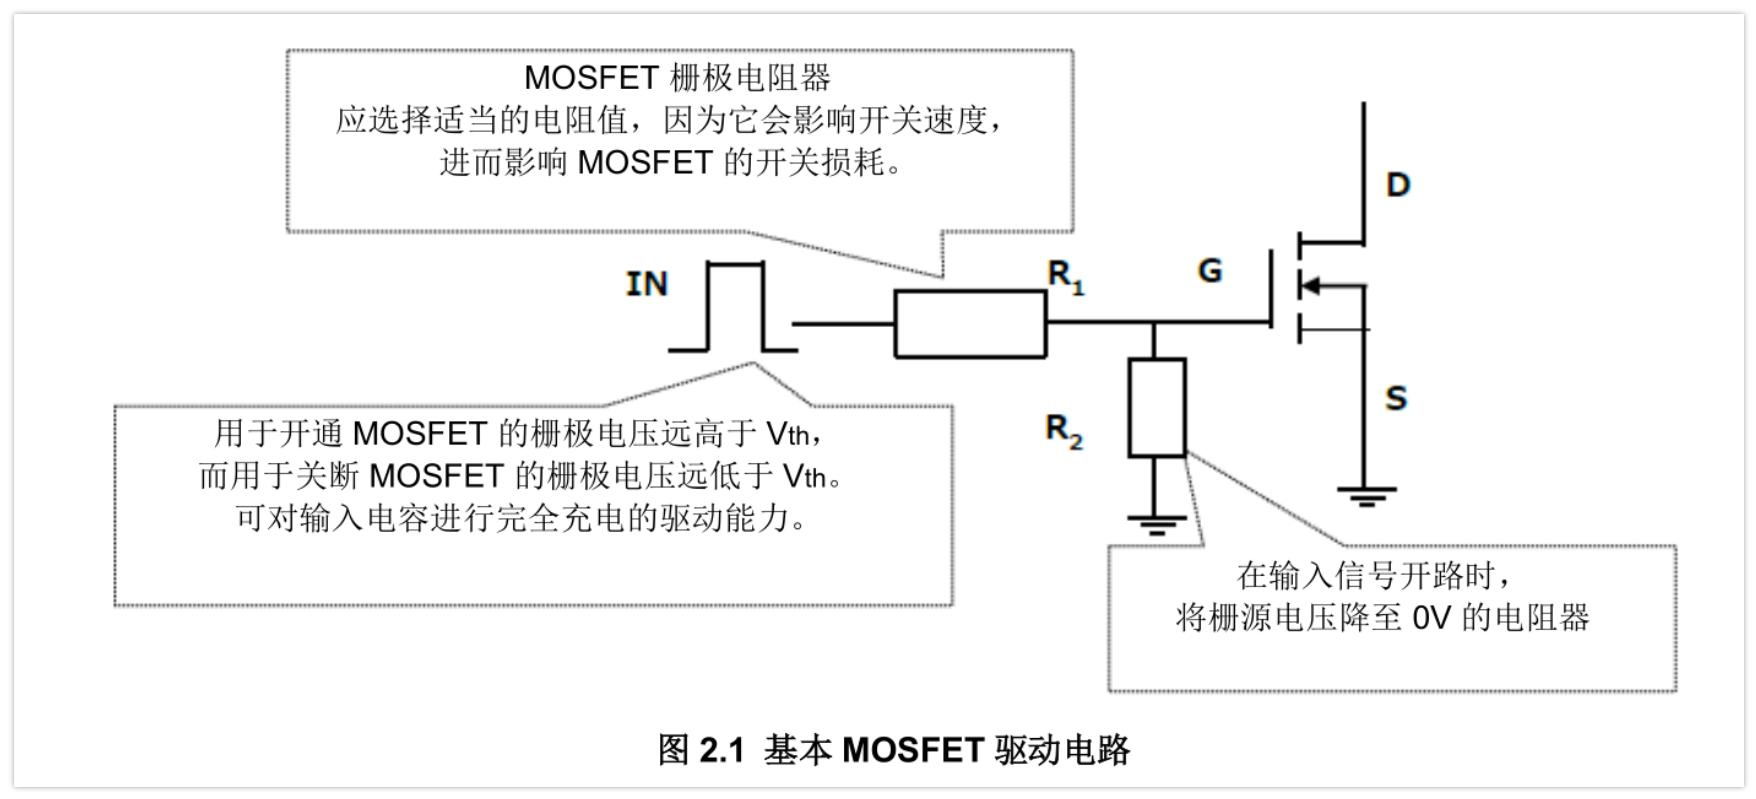 MOSFET 栅极电阻器
应选择适当的电阻值，因为它会影响开关速度，
进而影响 MOSFET 的开关损耗。
IN
R1
G
D
S
R2
用于开通 MOSFET 的栅极电压远高于 Vth，
而用于关断 MOSFET 的栅极电压远低于 Vth。
可对输入电容进行完全充电的驱动能力。
在输入信号开路时，
将栅源电压降至 0V 的电阻器
图 2.1 基本 MOSFET 驱动电路